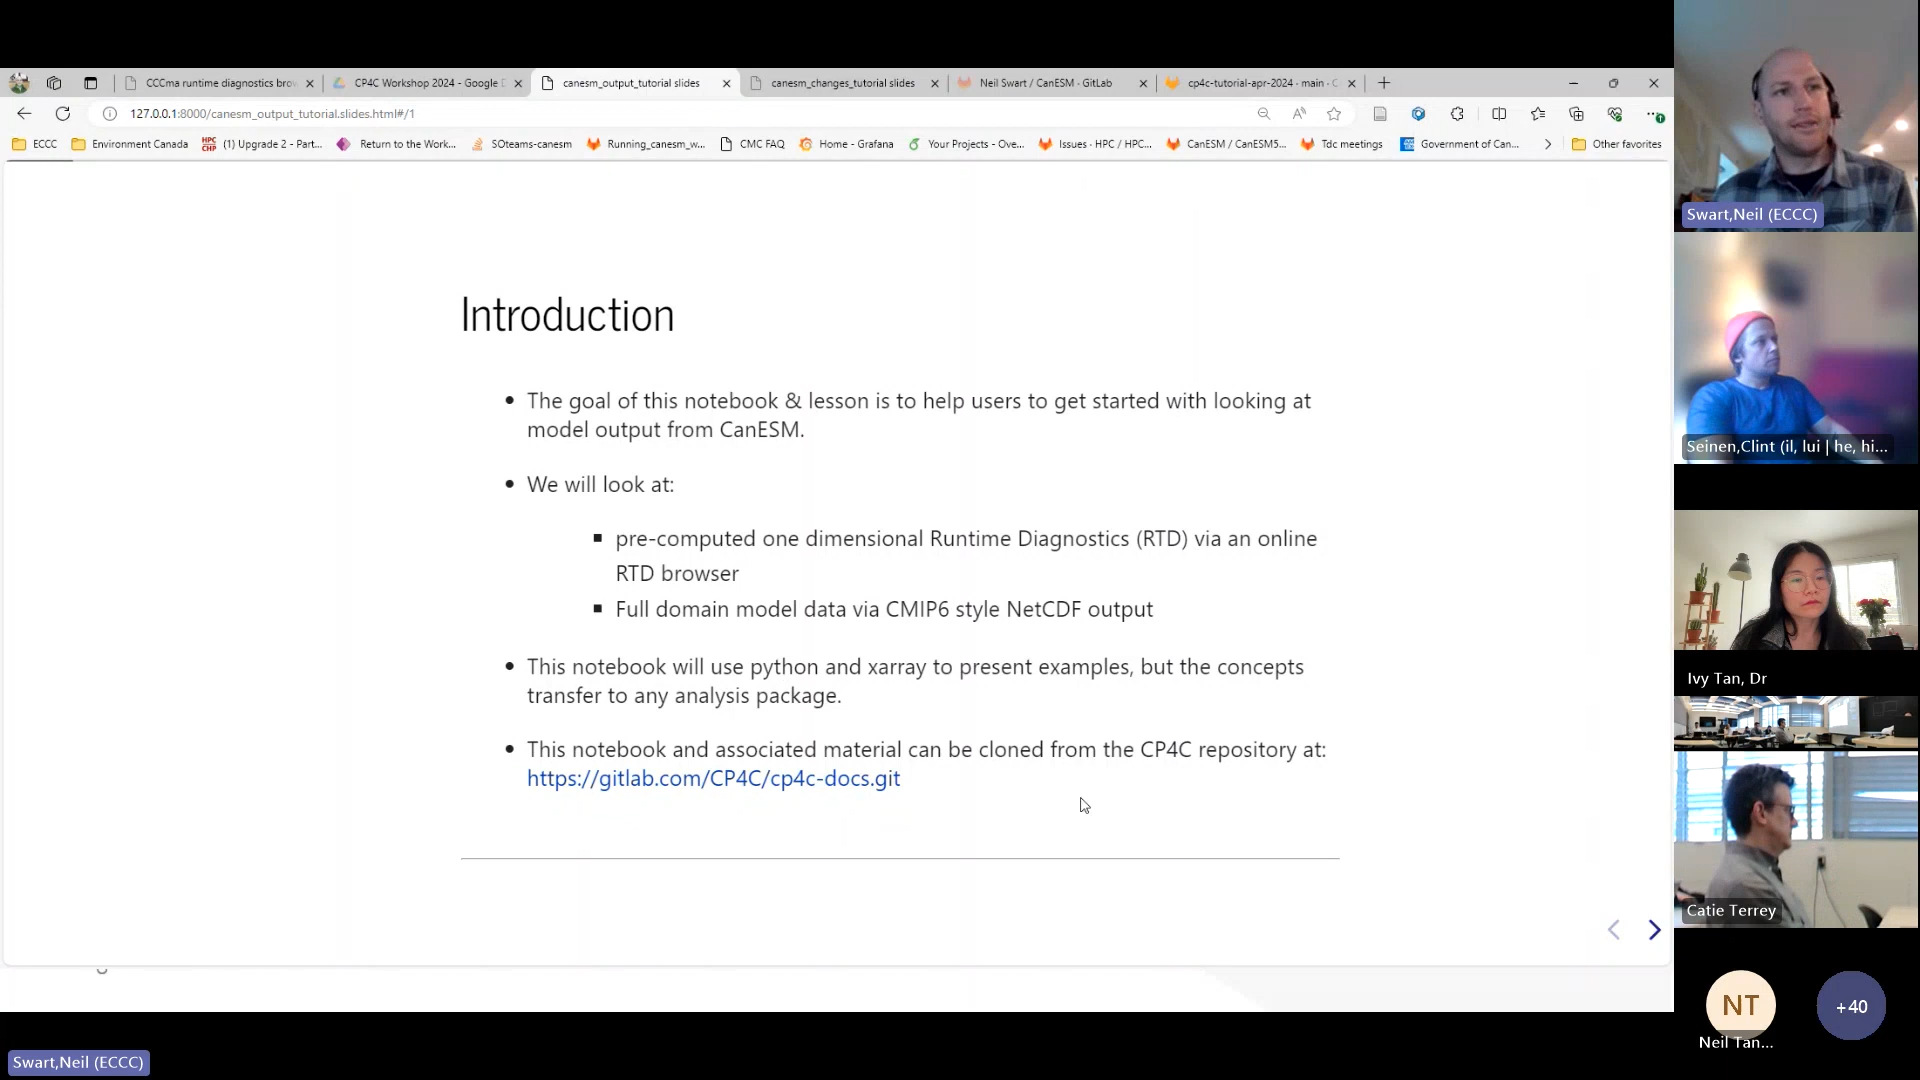 CCCma runtime diagnostics brow
CP4C Workshop 2024 - Google D
canesm_output_tutorial slides
canesm_changes_tutorial slides
Neil Swart / CanESM · GitLab
cp4c-tutorial-apr-2024 · main · C
127.0.0.1:8000/canesm_output_tutorial.slides.html#/1
ECCC
Environment Canada
HPC CHP
(1) Upgrade 2 - Part...
Return to the Work...
SOteams-canesm
Running_canesm_w...
CMC FAQ
Home - Grafana
Your Projects - Ove...
Issues · HPC / HPC...
CanESM / CanESM5...
Tdc meetings
Government of Can...
Other favorites
Introduction
• The goal of this notebook & lesson is to help users to get started with looking at
model output from CanESM.
• We will look at:
▪ pre-computed one dimensional Runtime Diagnostics (RTD) via an online
RTD browser
▪ Full domain model data via CMIP6 style NetCDF output
• This notebook will use python and xarray to present examples, but the concepts
transfer to any analysis package.
• This notebook and associated material can be cloned from the CP4C repository at:
https://gitlab.com/CP4C/cp4c-docs.git
Swart,Neil (ECCC)
Seinen,Clint (il, lui | he, hi...
Ivy Tan, Dr
Catie Terrey
NT
Neil Tan...
+40
Swart,Neil (ECCC)